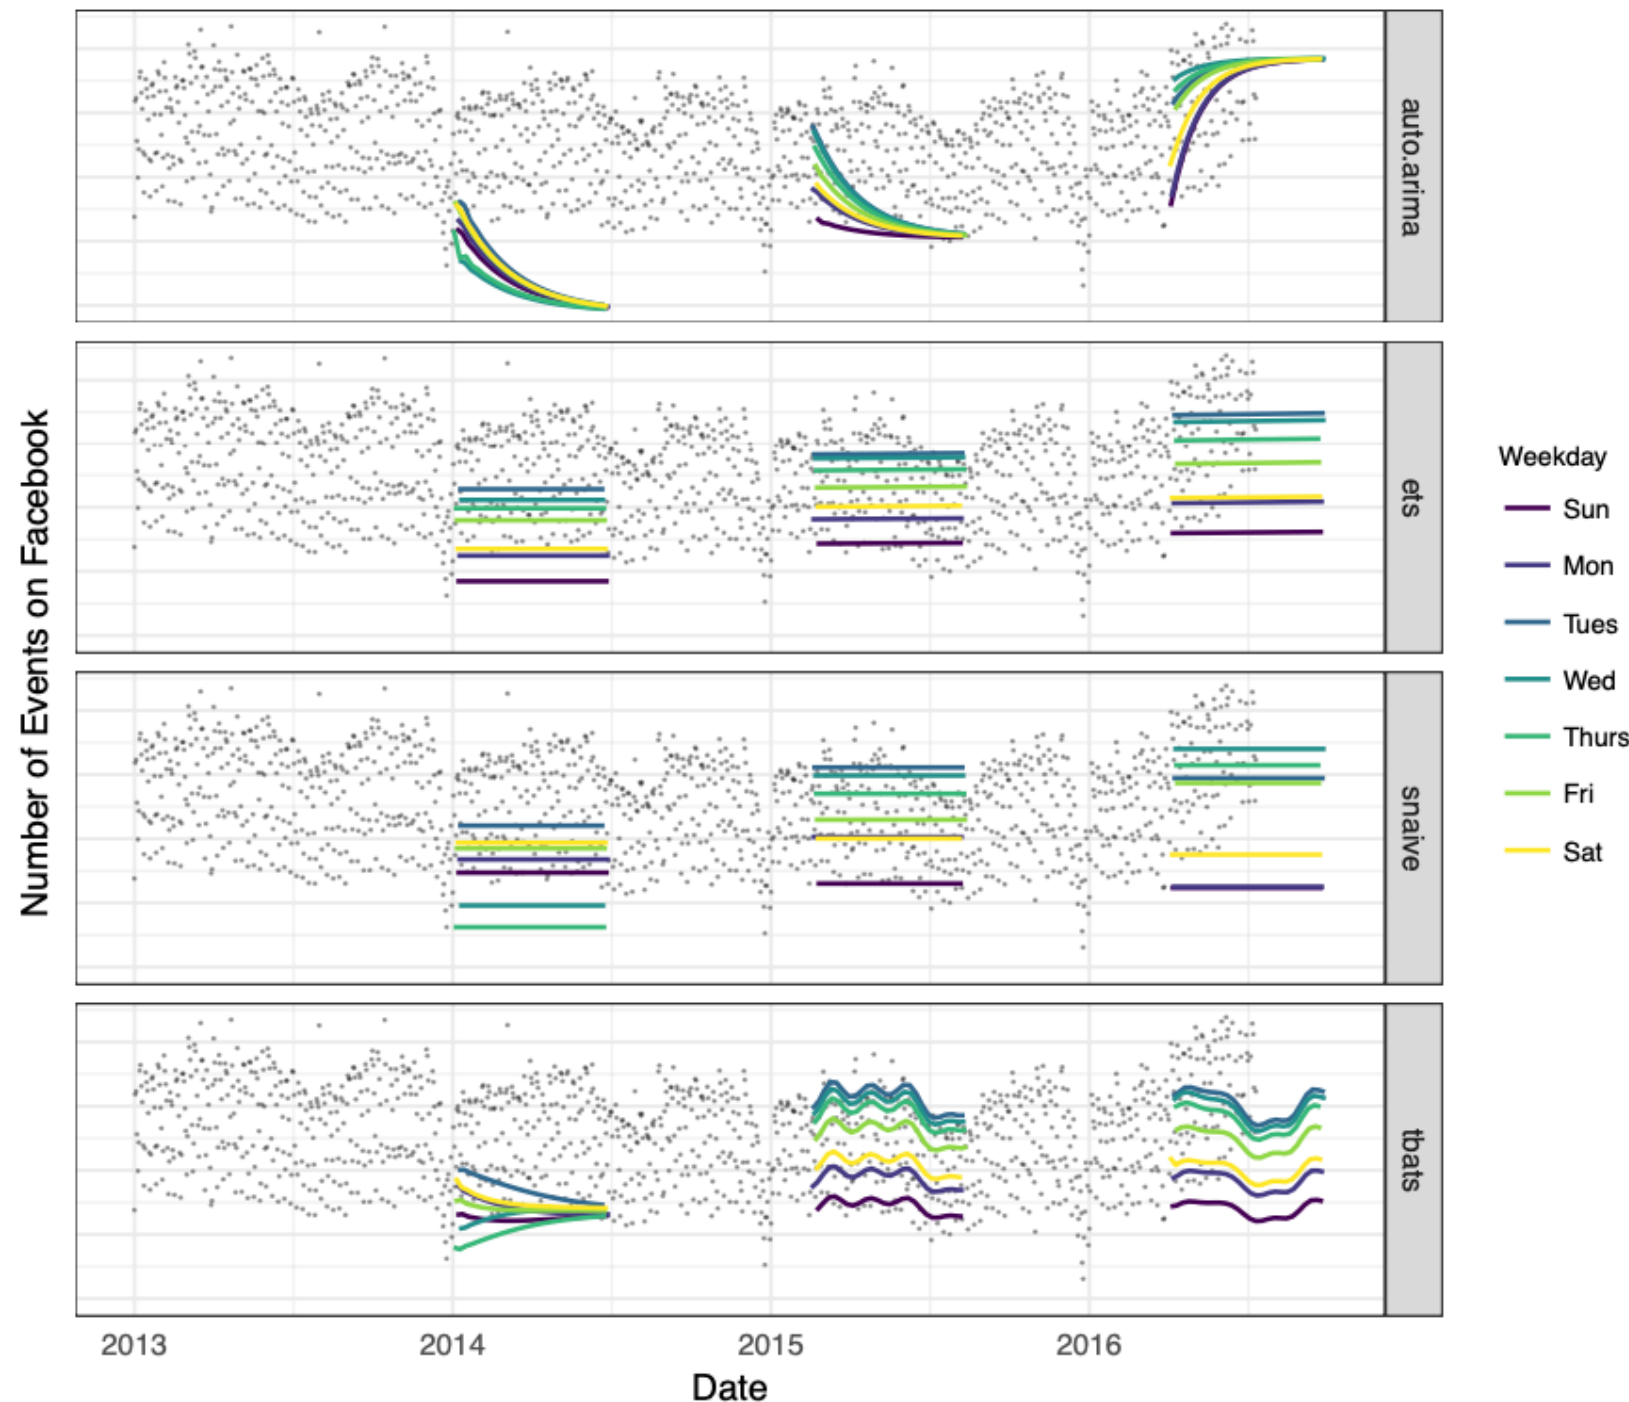 Number of Events on Facebook
auto.arima
ets
snaive
tbats
2013 2014 2015 2016
Date
Weekday
Sun
Mon
Tues
Wed
Thurs
Fri
Sat